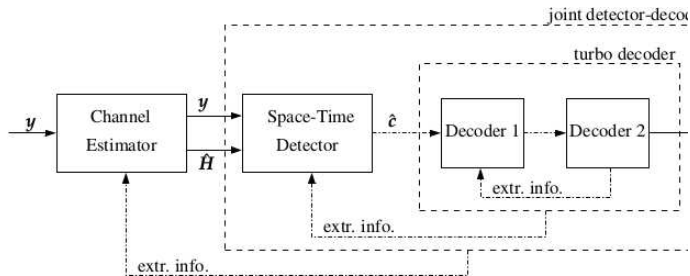 joint detector-decod
turbo decoder
y
Channel
Estimator
y
Ĥ
Space-Time
Detector
ĉ
Decoder 1
Decoder 2
extr. info.
extr. info.
extr. info.